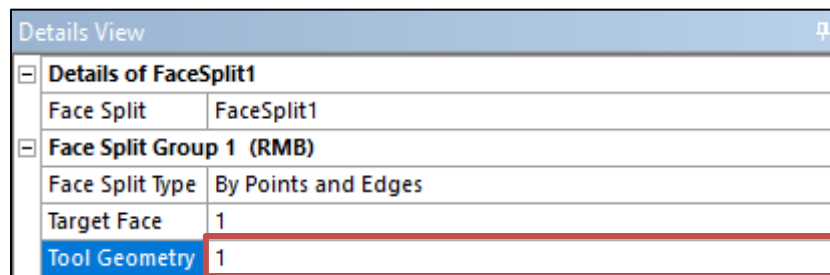 Details View
Details of FaceSplit1
Face Split FaceSplit1
Face Split Group 1 (RMB)
Face Split Type By Points and Edges
Target Face 1
Tool Geometry 1